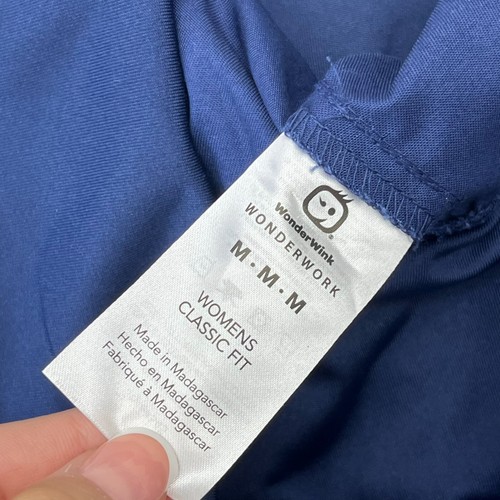 WonderWink
WONDERWORK
M • M • M
WOMENS
CLASSIC FIT
Made in Madagascar
Hecho en Madagascar
Fabriqué à Madagascar